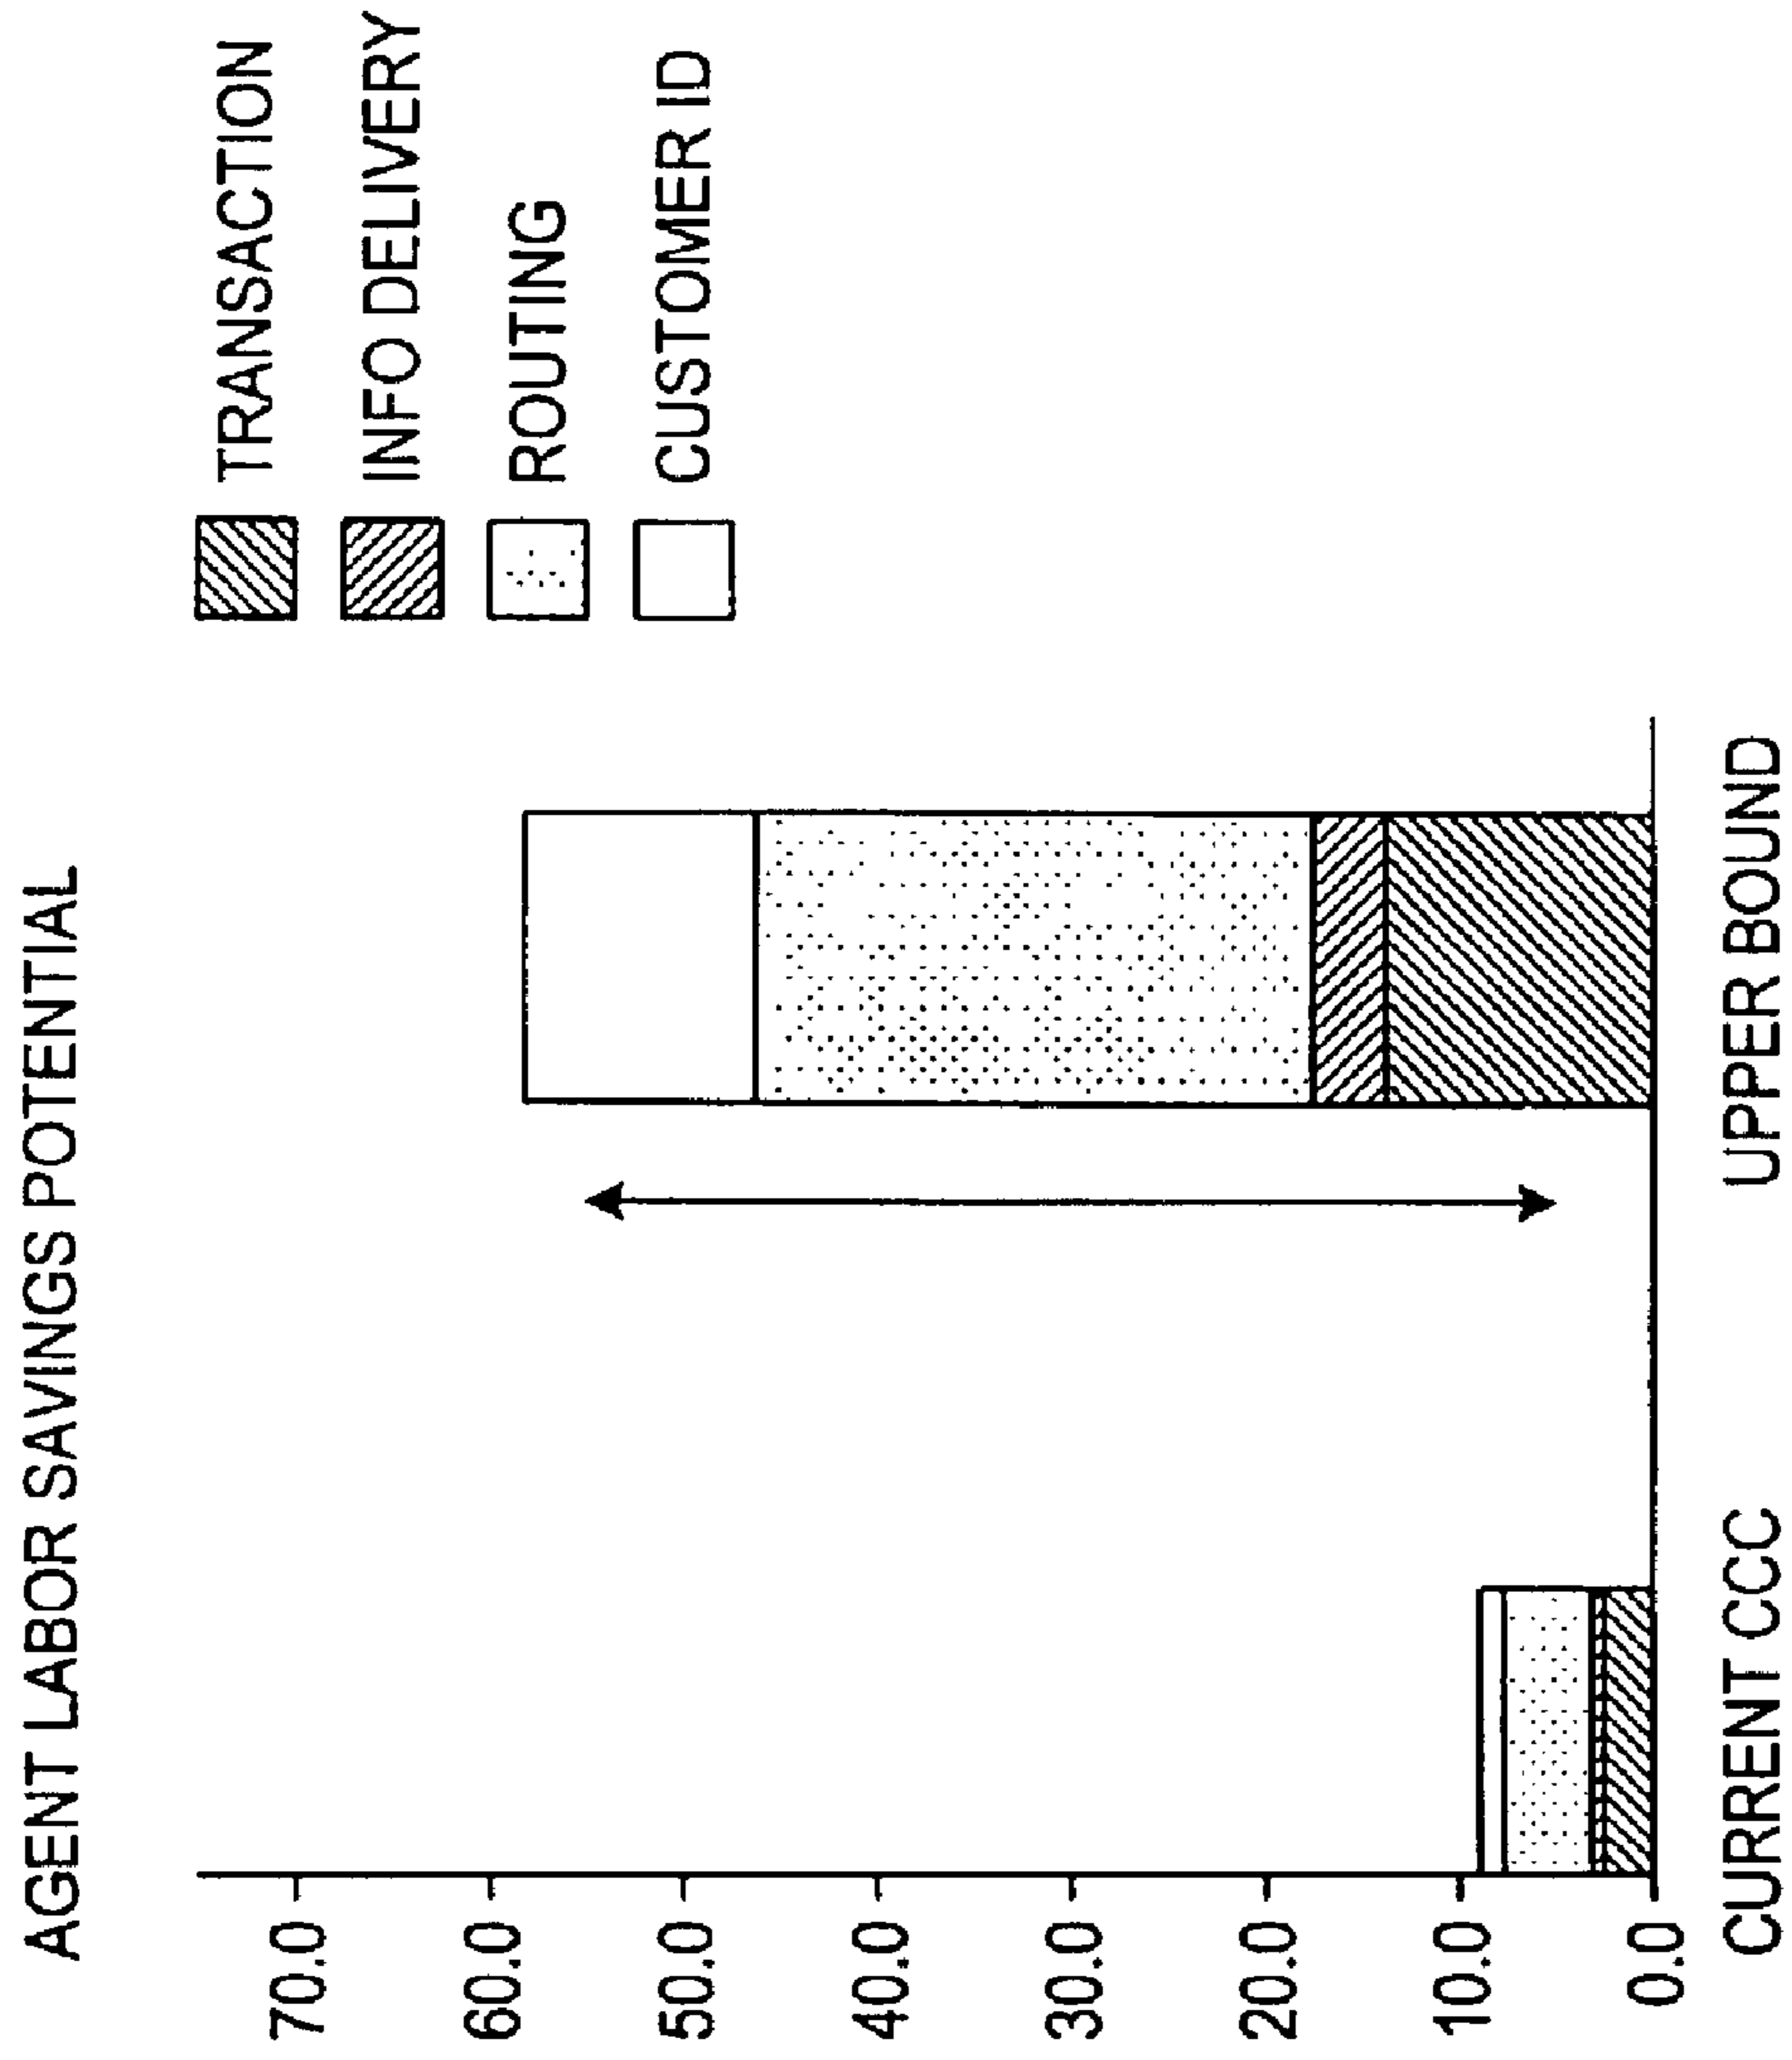 AGENT LABOR SAVINGS POTENTIAL
TRANSACTION
INFO DELIVERY
ROUTING
CUSTOMER ID
70.0
60.0
50.0
40.0
30.0
20.0
10.0
0.0
CURRENT CCC
UPPER BOUND